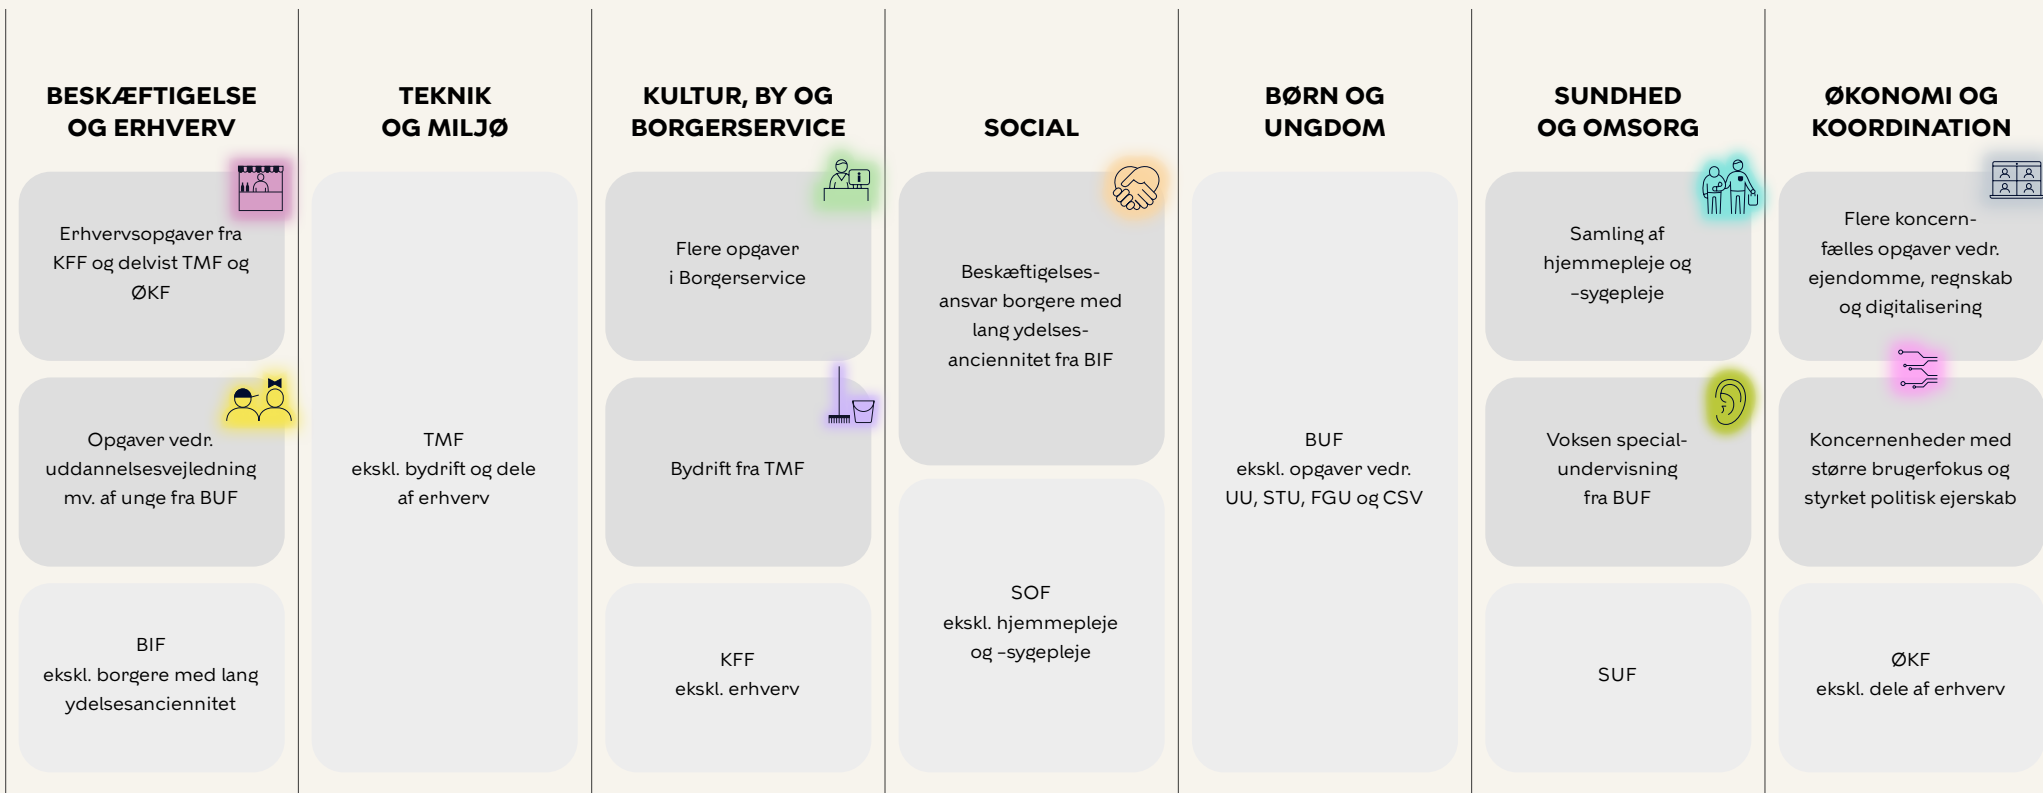 BESKÆFTIGELSE
OG ERHVERV
Erhvervsopgaver fra
KFF og delvist TMF og
ØKF
Opgaver vedr.
uddannelsesvejledning
mv. af unge fra BUF
BIF
ekskl. borgere med lang
ydelsesanciennitet
TEKNIK
OG MILJØ
TMF
ekskl. bydrift og dele
af erhverv
KULTUR, BY OG
BORGERSERVICE
Flere opgaver
i Borgerservice
Bydrift fra TMF
KFF
ekskl. erhverv
SOCIAL
Beskæftigelses-
ansvar borgere med
lang ydelses-
anciennitet fra BIF
SOF
ekskl. hjemmepleje
og -sygepleje
BØRN OG
UNGDOM
BUF
ekskl. opgaver vedr.
UU, STU, FGU og CSV
SUNDHED
OG OMSORG
Samling af
hjemmepleje og
-sygepleje
Voksen special-
undervisning
fra BUF
SUF
ØKONOMI OG
KOORDINATION
Flere koncern-
fælles opgaver vedr.
ejendomme, regnskab
og digitalisering
Koncernenheder med
større brugerfokus og
styrket politisk ejerskab
ØKF
ekskl. dele af erhverv